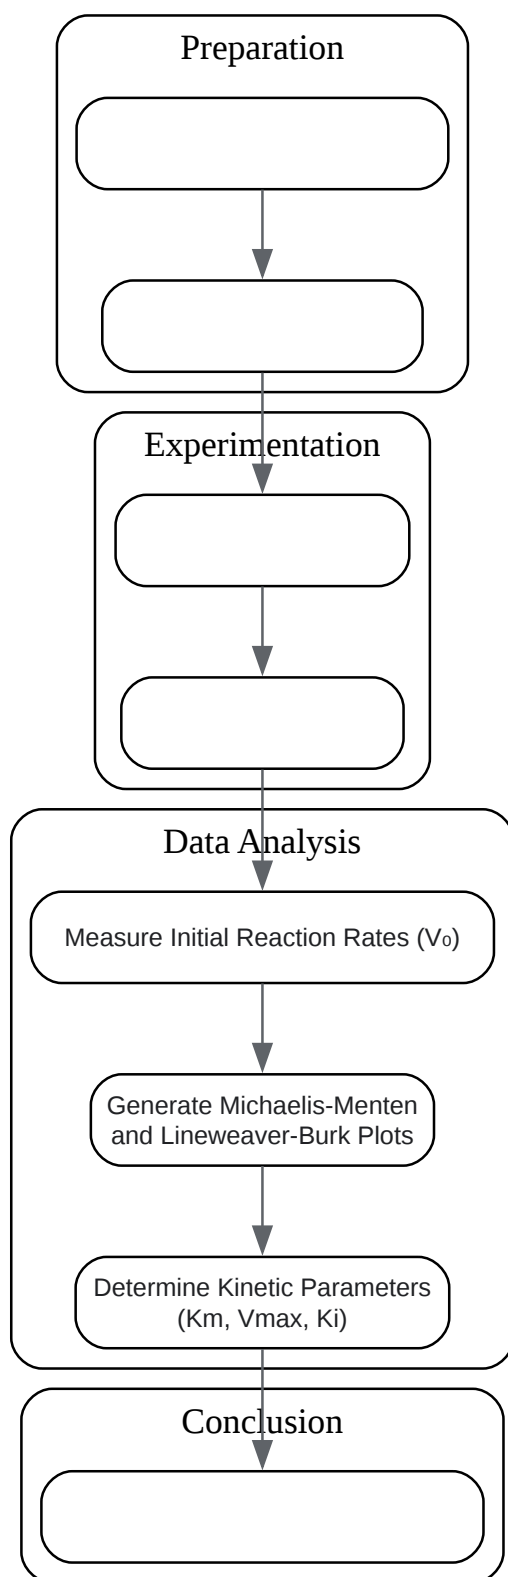 Preparation
Experimentation
Data Analysis
Measure Initial Reaction Rates (V₀)
Generate Michaelis-Menten
and Lineweaver-Burk Plots
Determine Kinetic Parameters
(Km, Vmax, Ki)
Conclusion